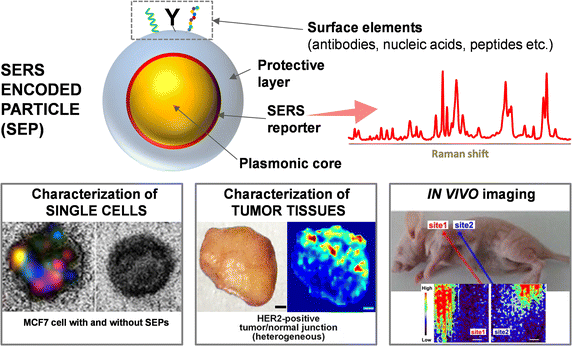 Surface elements
(antibodies, nucleic acids, peptides etc.)
SERS
ENCODED
PARTICLE
(SEP)
Protective
layer
SERS
reporter
Plasmonic core
Raman shift
Characterization of
SINGLE CELLS
MCF7 cell with and without SEPs
Characterization of
TUMOR TISSUES
HER2-positive
tumor/normal junction
(heterogeneous)
IN VIVO imaging
site1 site2
High
Low
site1 site2